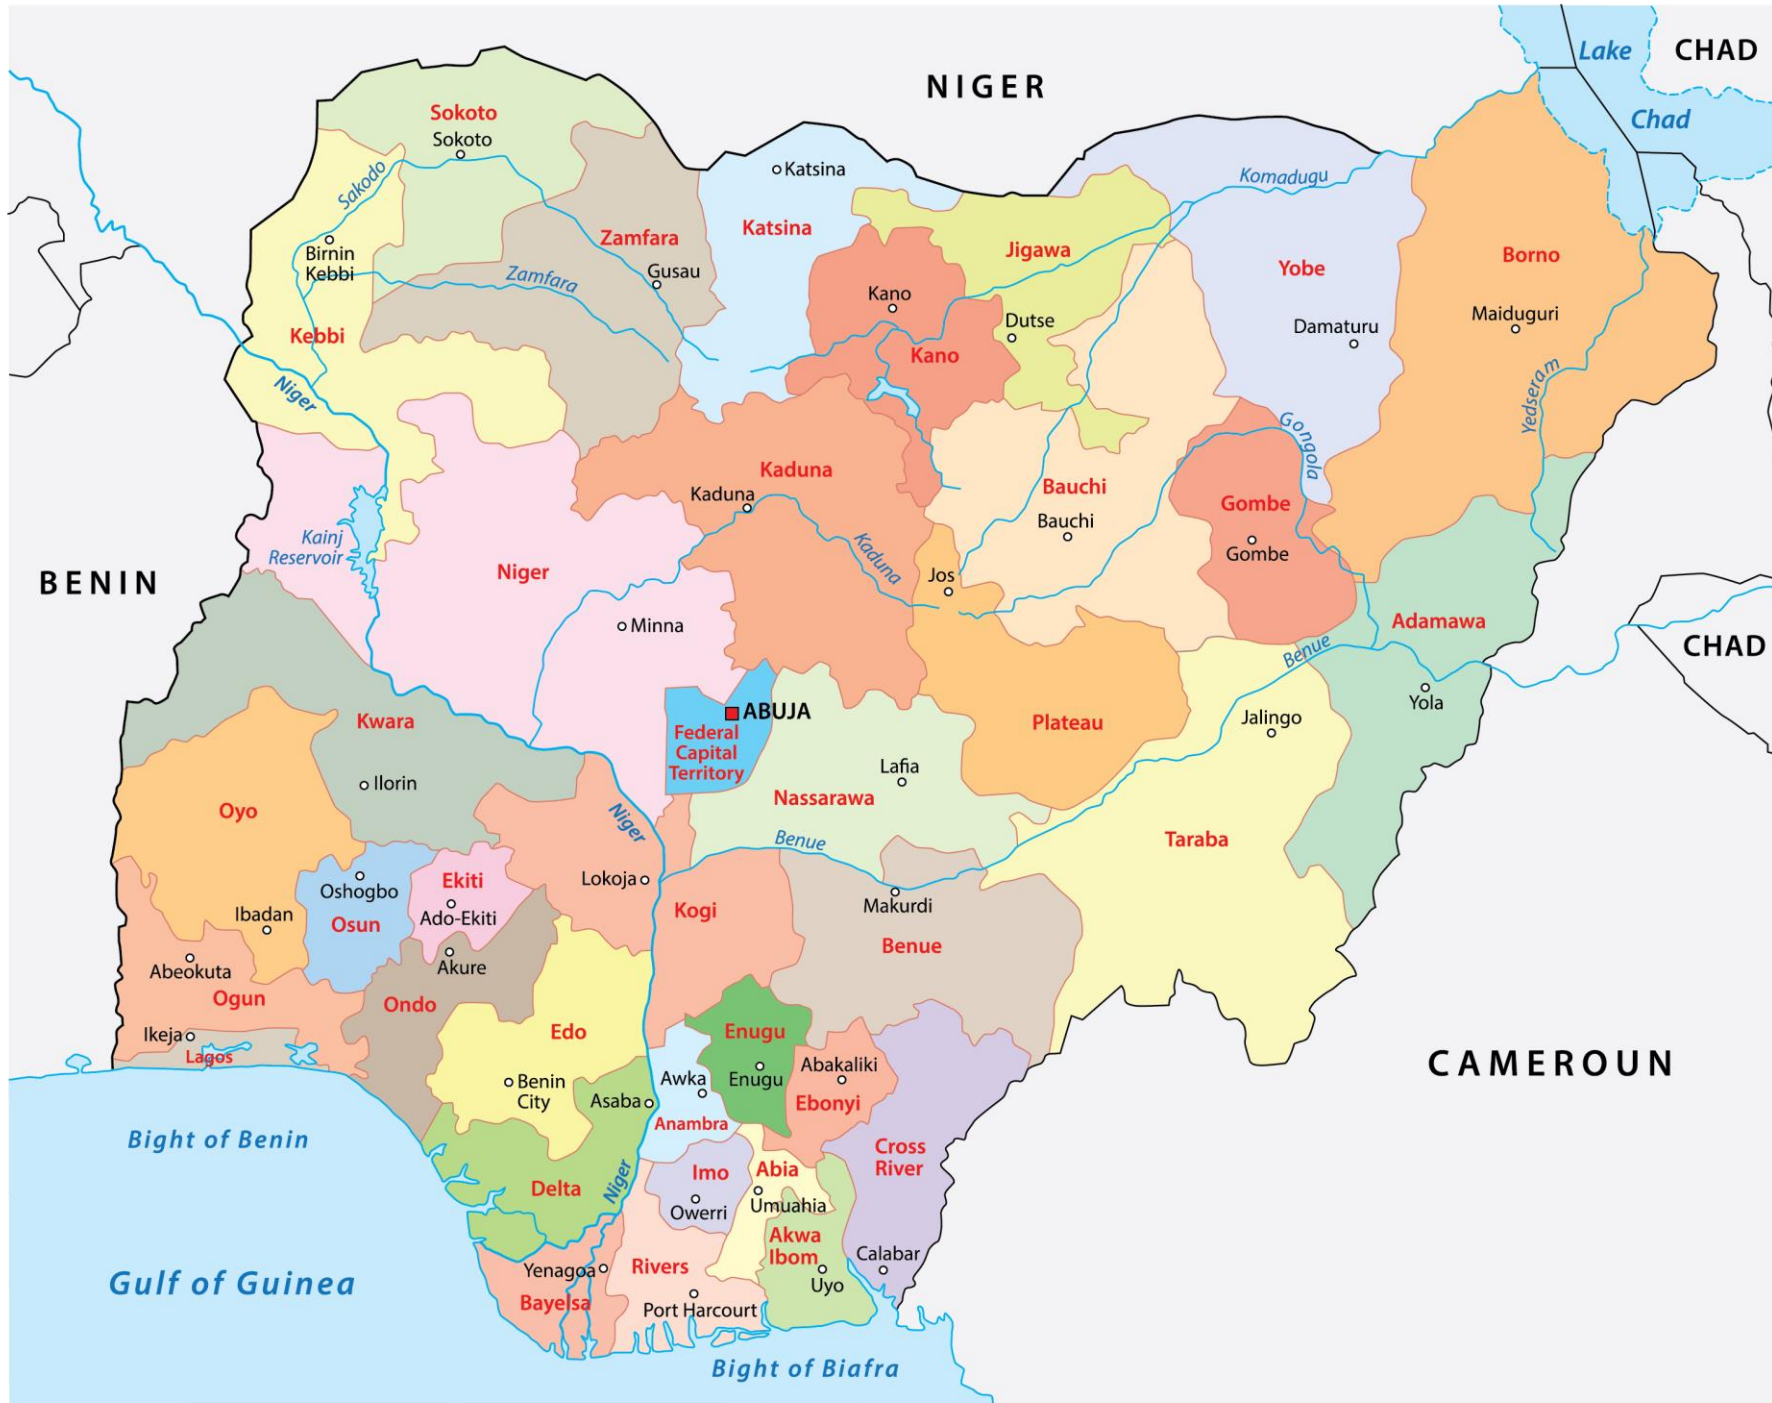 NIGER
Lake
Chad
CHAD
Sokoto
Sokoto
Sakodo
Katsina
Katsina
Komadugu
Birnin
Kebbi
Kebbi
Zamfara
Zamfara
Gusau
Jigawa
Yobe
Borno
Kano
Kano
Dutse
Damaturu
Maiduguri
Niger
Yedseram
Gongola
Kaduna
Kaduna
Kaduna
Bauchi
Bauchi
Gombe
Gombe
Kainj
Reservoir
BENIN
Niger
Minna
Jos
Adamawa
Benue
CHAD
Yola
Kwara
Ilorin
ABUJA
Federal
Capital
Territory
Plateau
Jalingo
Lafia
Nassarawa
Oyo
Niger
Benue
Taraba
Oshogbo
Osun
Ekiti
Ado-Ekiti
Lokoja
Kogi
Makurdi
Benue
Ibadan
Abeokuta
Ogun
Akure
Ondo
Edo
Ikeja
Lagos
Enugu
Enugu
Abakaliki
Ebonyi
CAMEROUN
Benin
City
Asaba
Awka
Anambra
Bight of Benin
Delta
Niger
Imo
Owerri
Abia
Umuahia
Cross
River
Akwa
Ibom
Uyo
Calabar
Gulf of Guinea
Yenagoa
Bayelsa
Rivers
Port Harcourt
Bight of Biafra